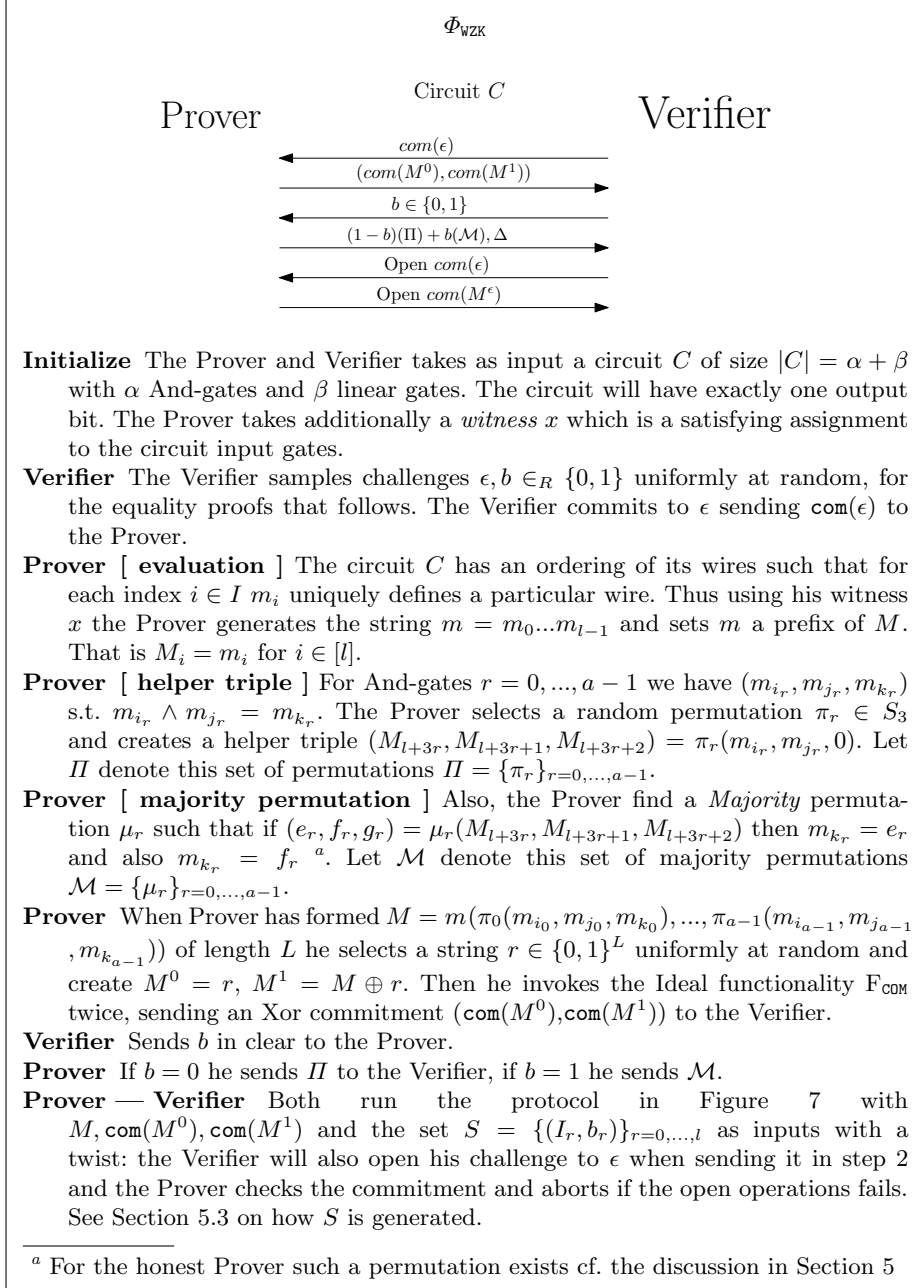 Φ_WZK
Circuit C
Prover
Verifier
com(ϵ)
(com(M^0), com(M^1))
b ∈ {0, 1}
(1 − b)(Π) + b(ℳ), Δ
Open com(ϵ)
Open com(M^ϵ)
Initialize The Prover and Verifier takes as input a circuit C of size |C| = α + β
with α And-gates and β linear gates. The circuit will have exactly one output
bit. The Prover takes additionally a witness x which is a satisfying assignment
to the circuit input gates.
Verifier The Verifier samples challenges ϵ, b ∈_R {0, 1} uniformly at random, for
the equality proofs that follows. The Verifier commits to ϵ sending com(ϵ) to
the Prover.
Prover [ evaluation ] The circuit C has an ordering of its wires such that for
each index i ∈ I m_i uniquely defines a particular wire. Thus using his witness
x the Prover generates the string m = m_0...m_{l−1} and sets m a prefix of M.
That is M_i = m_i for i ∈ [l].
Prover [ helper triple ] For And-gates r = 0, ..., a − 1 we have (m_{i_r}, m_{j_r}, m_{k_r})
s.t. m_{i_r} ∧ m_{j_r} = m_{k_r}. The Prover selects a random permutation π_r ∈ S_3
and creates a helper triple (M_{l+3r}, M_{l+3r+1}, M_{l+3r+2}) = π_r(m_{i_r}, m_{j_r}, 0). Let
Π denote this set of permutations Π = {π_r}_{r=0,...,a−1}.
Prover [ majority permutation ] Also, the Prover find a Majority permuta-
tion μ_r such that if (e_r, f_r, g_r) = μ_r(M_{l+3r}, M_{l+3r+1}, M_{l+3r+2}) then m_{k_r} = e_r
and also m_{k_r} = f_r ^a. Let ℳ denote this set of majority permutations
ℳ = {μ_r}_{r=0,...,a−1}.
Prover When Prover has formed M = m(π_0(m_{i_0}, m_{j_0}, m_{k_0}), ..., π_{a−1}(m_{i_{a−1}}, m_{j_{a−1}}
, m_{k_{a−1}})) of length L he selects a string r ∈ {0, 1}^L uniformly at random and
create M^0 = r, M^1 = M ⊕ r. Then he invokes the Ideal functionality F_COM
twice, sending an Xor commitment (com(M^0),com(M^1)) to the Verifier.
Verifier Sends b in clear to the Prover.
Prover If b = 0 he sends Π to the Verifier, if b = 1 he sends ℳ.
Prover — Verifier Both run the protocol in Figure 7 with
M, com(M^0), com(M^1) and the set S = {(I_r, b_r)}_{r=0,...,l} as inputs with a
twist: the Verifier will also open his challenge to ϵ when sending it in step 2
and the Prover checks the commitment and aborts if the open operations fails.
See Section 5.3 on how S is generated.
^a For the honest Prover such a permutation exists cf. the discussion in Section 5